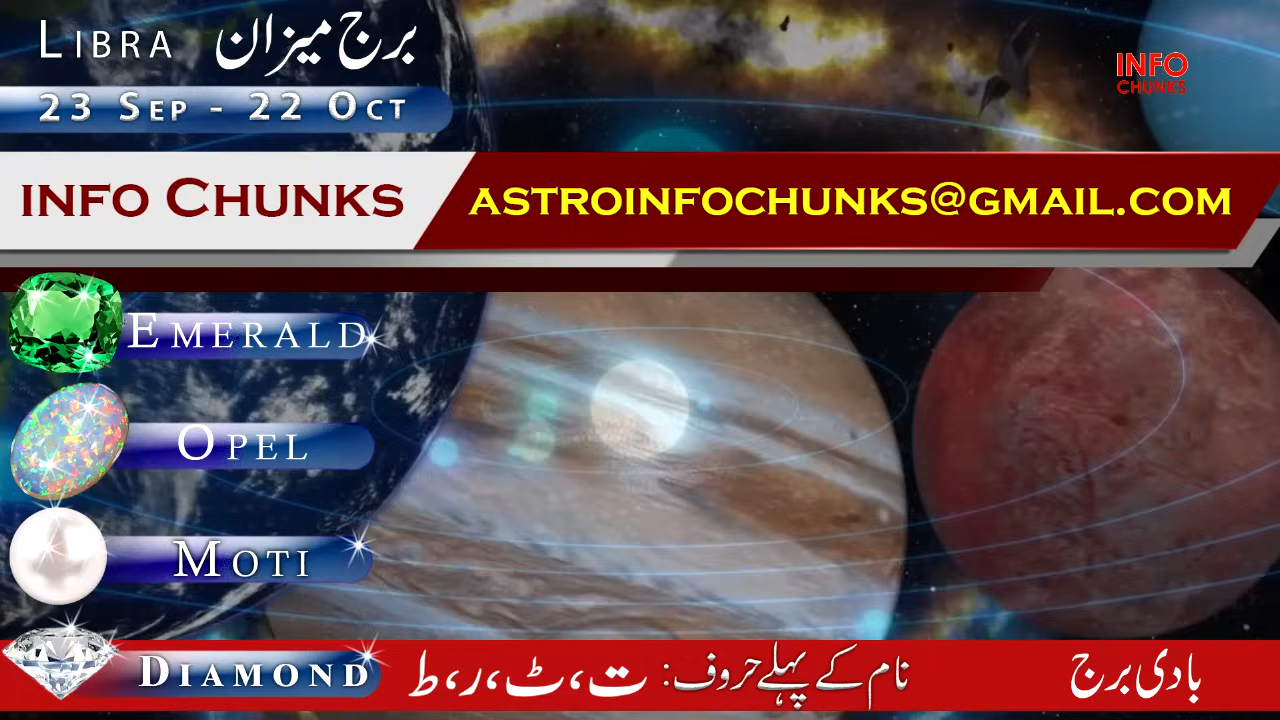 LIBRA برج میزان
23 SEP - 22 OCT
INFO
CHUNKS
INFO CHUNKS ASTROINFOCHUNKS@GMAIL.COM
EMERALD
OPEL
MOTI
DIAMOND
نام کے پہلے حروف: ت، ٹ، ر، ط
بادی برج